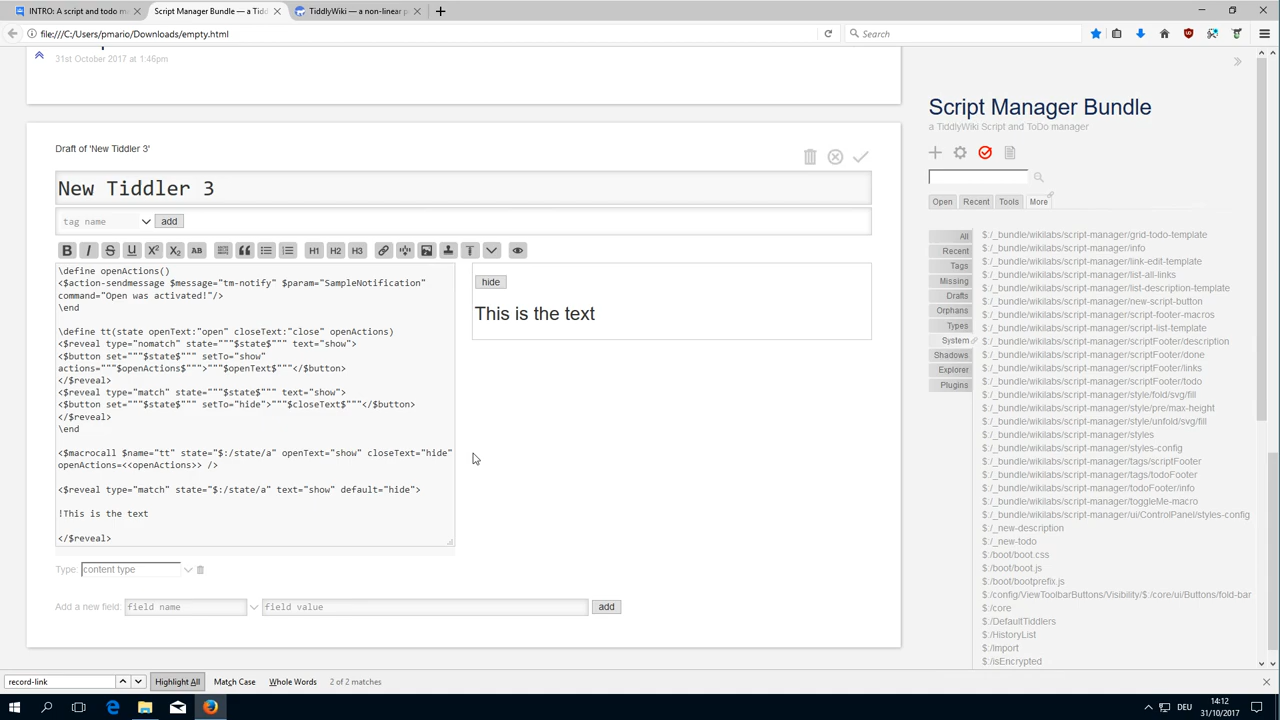 INTRO: A script and todo m
Script Manager Bundle — a Tidd
TiddlyWiki — a non-linear p
file:///C:/Users/pmario/Downloads/empty.html
Search
31st October 2017 at 1:46pm
Draft of 'New Tiddler 3'
New Tiddler 3
tag name
add
B I S U X² X₂ AB H1 H2 H3
\define openActions()
<$action-sendmessage $message="tm-notify" $param="SampleNotification"
command="Open was activated!"/>
\end
\define tt(state openText:"open" closeText:"close" openActions)
<$reveal type="nomatch" state="""$state$""" text="show">
<$button set="""$state$""" setTo="show"
actions="""$openActions$""">"""$openText$"""</$button>
</$reveal>
<$reveal type="match" state="""$state$""" text="show">
<$button set="""$state$""" setTo="hide">"""$closeText$"""</$button>
</$reveal>
\end
<$macrocall $name="tt" state="$:/state/a" openText="show" closeText="hide"
openActions=<<openActions>> />
<$reveal type="match" state="$:/state/a" text="show" default="hide">
!This is the text
</$reveal>
hide
This is the text
Type: content type
Add a new field: field name
field value
add
Script Manager Bundle
a TiddlyWiki Script and ToDo manager
Open
Recent
Tools
More
All
Recent
Tags
Missing
Drafts
Orphans
Types
System
Shadows
Explorer
Plugins
$:/_bundle/wikilabs/script-manager/grid-todo-template
$:/_bundle/wikilabs/script-manager/info
$:/_bundle/wikilabs/script-manager/link-edit-template
$:/_bundle/wikilabs/script-manager/list-all-links
$:/_bundle/wikilabs/script-manager/list-description-template
$:/_bundle/wikilabs/script-manager/new-script-button
$:/_bundle/wikilabs/script-manager/script-footer-macros
$:/_bundle/wikilabs/script-manager/script-list-template
$:/_bundle/wikilabs/script-manager/scriptFooter/description
$:/_bundle/wikilabs/script-manager/scriptFooter/done
$:/_bundle/wikilabs/script-manager/scriptFooter/links
$:/_bundle/wikilabs/script-manager/scriptFooter/todo
$:/_bundle/wikilabs/script-manager/style/fold/svg/fill
$:/_bundle/wikilabs/script-manager/style/pre/max-height
$:/_bundle/wikilabs/script-manager/style/unfold/svg/fill
$:/_bundle/wikilabs/script-manager/styles
$:/_bundle/wikilabs/script-manager/styles-config
$:/_bundle/wikilabs/script-manager/tags/scriptFooter
$:/_bundle/wikilabs/script-manager/tags/todoFooter
$:/_bundle/wikilabs/script-manager/todoFooter/info
$:/_bundle/wikilabs/script-manager/toggleMe-macro
$:/_bundle/wikilabs/script-manager/ui/ControlPanel/styles-config
$:/_new-description
$:/_new-todo
$:/boot/boot.css
$:/boot/boot.js
$:/boot/bootprefix.js
$:/config/ViewToolbarButtons/Visibility/$:/core/ui/Buttons/fold-bar
$:/core
$:/DefaultTiddlers
$:/HistoryList
$:/Import
$:/isEncrypted
record-link
Highlight All
Match Case
Whole Words
2 of 2 matches
DEU
14:12
31/10/2017